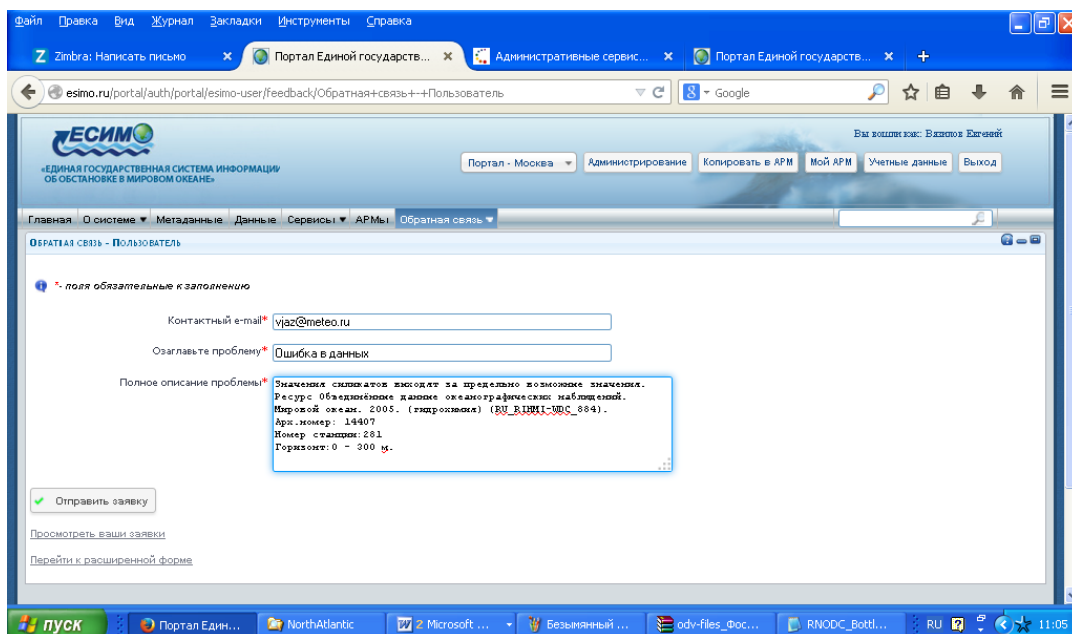 Файл Правка Вид Журнал Закладки Инструменты Справка
Zimbra: Написать письмо Портал Единой государств... Административные сервис... Портал Единой государств...
esimo.ru/portal/auth/portal/esimo-user/feedback/Обратная+связь+-+Пользователь Google
ЕСИМО
«ЕДИНАЯ ГОСУДАРСТВЕННАЯ СИСТЕМА ИНФОРМАЦИИ
ОБ ОБСТАНОВКЕ В МИРОВОМ ОКЕАНЕ»
Вы вошли как: Вязилов Евгений
Портал - Москва Администрирование Копировать в АРМ Мой АРМ Учетные данные Выход
Главная О системе Метаданные Данные Сервисы АРМы Обратная связь
Обратная связь - Пользователь
*- поля обязательные к заполнению
Контактный e-mail* vjaz@meteo.ru
Озаглавьте проблему* Ошибка в данных
Полное описание проблемы* Значения силикатов выходят за предельно возможные значения.
Ресурс Объединённые данные океанографических наблюдений.
Мировой океан. 2005. (гидрохимия) (RU_RIHMI-WDC_884).
Арх.номер: 14407
Номер станции:281
Горизонт:0 - 300 м.
Отправить заявку
Просмотреть ваши заявки
Перейти к расширенной форме
пуск Портал Един... NorthAtlantic 2 Microsoft ... Безымянный ... odv-files_Фос... RNODC_Bottl... RU 11:05